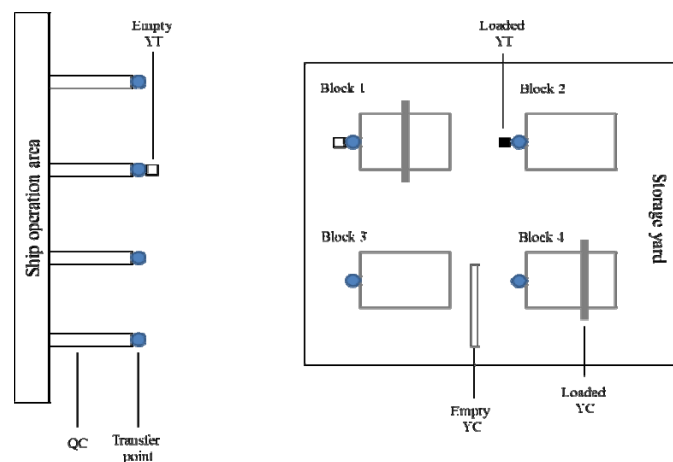 Empty
YT
Loaded
YT
Block 1
Block 2
Ship operation area
Storage yard
Block 3
Block 4
Empty
YC
Loaded
YC
QC
Transfer
point